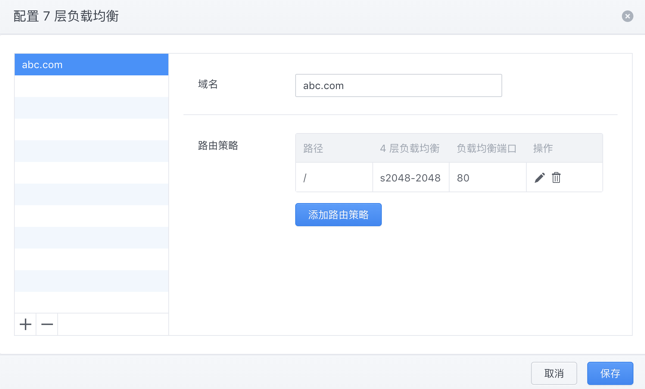 配置 7 层负载均衡
abc.com
域名
abc.com
路由策略
路径 4 层负载均衡 负载均衡端口 操作
/ s2048-2048 80
添加路由策略
取消 保存